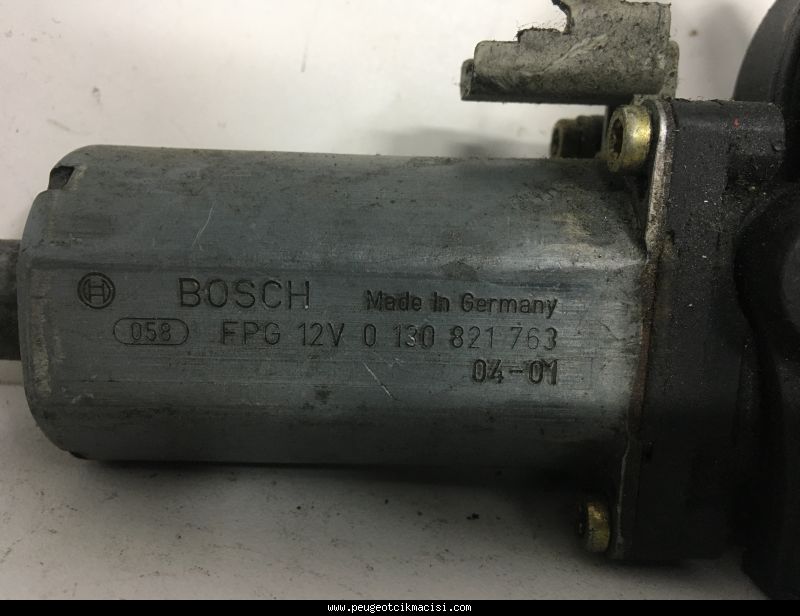 BOSCH Made in Germany
058 FPG 12V 0 130 821 763
04-01
www.peugeotcikmacisi.com